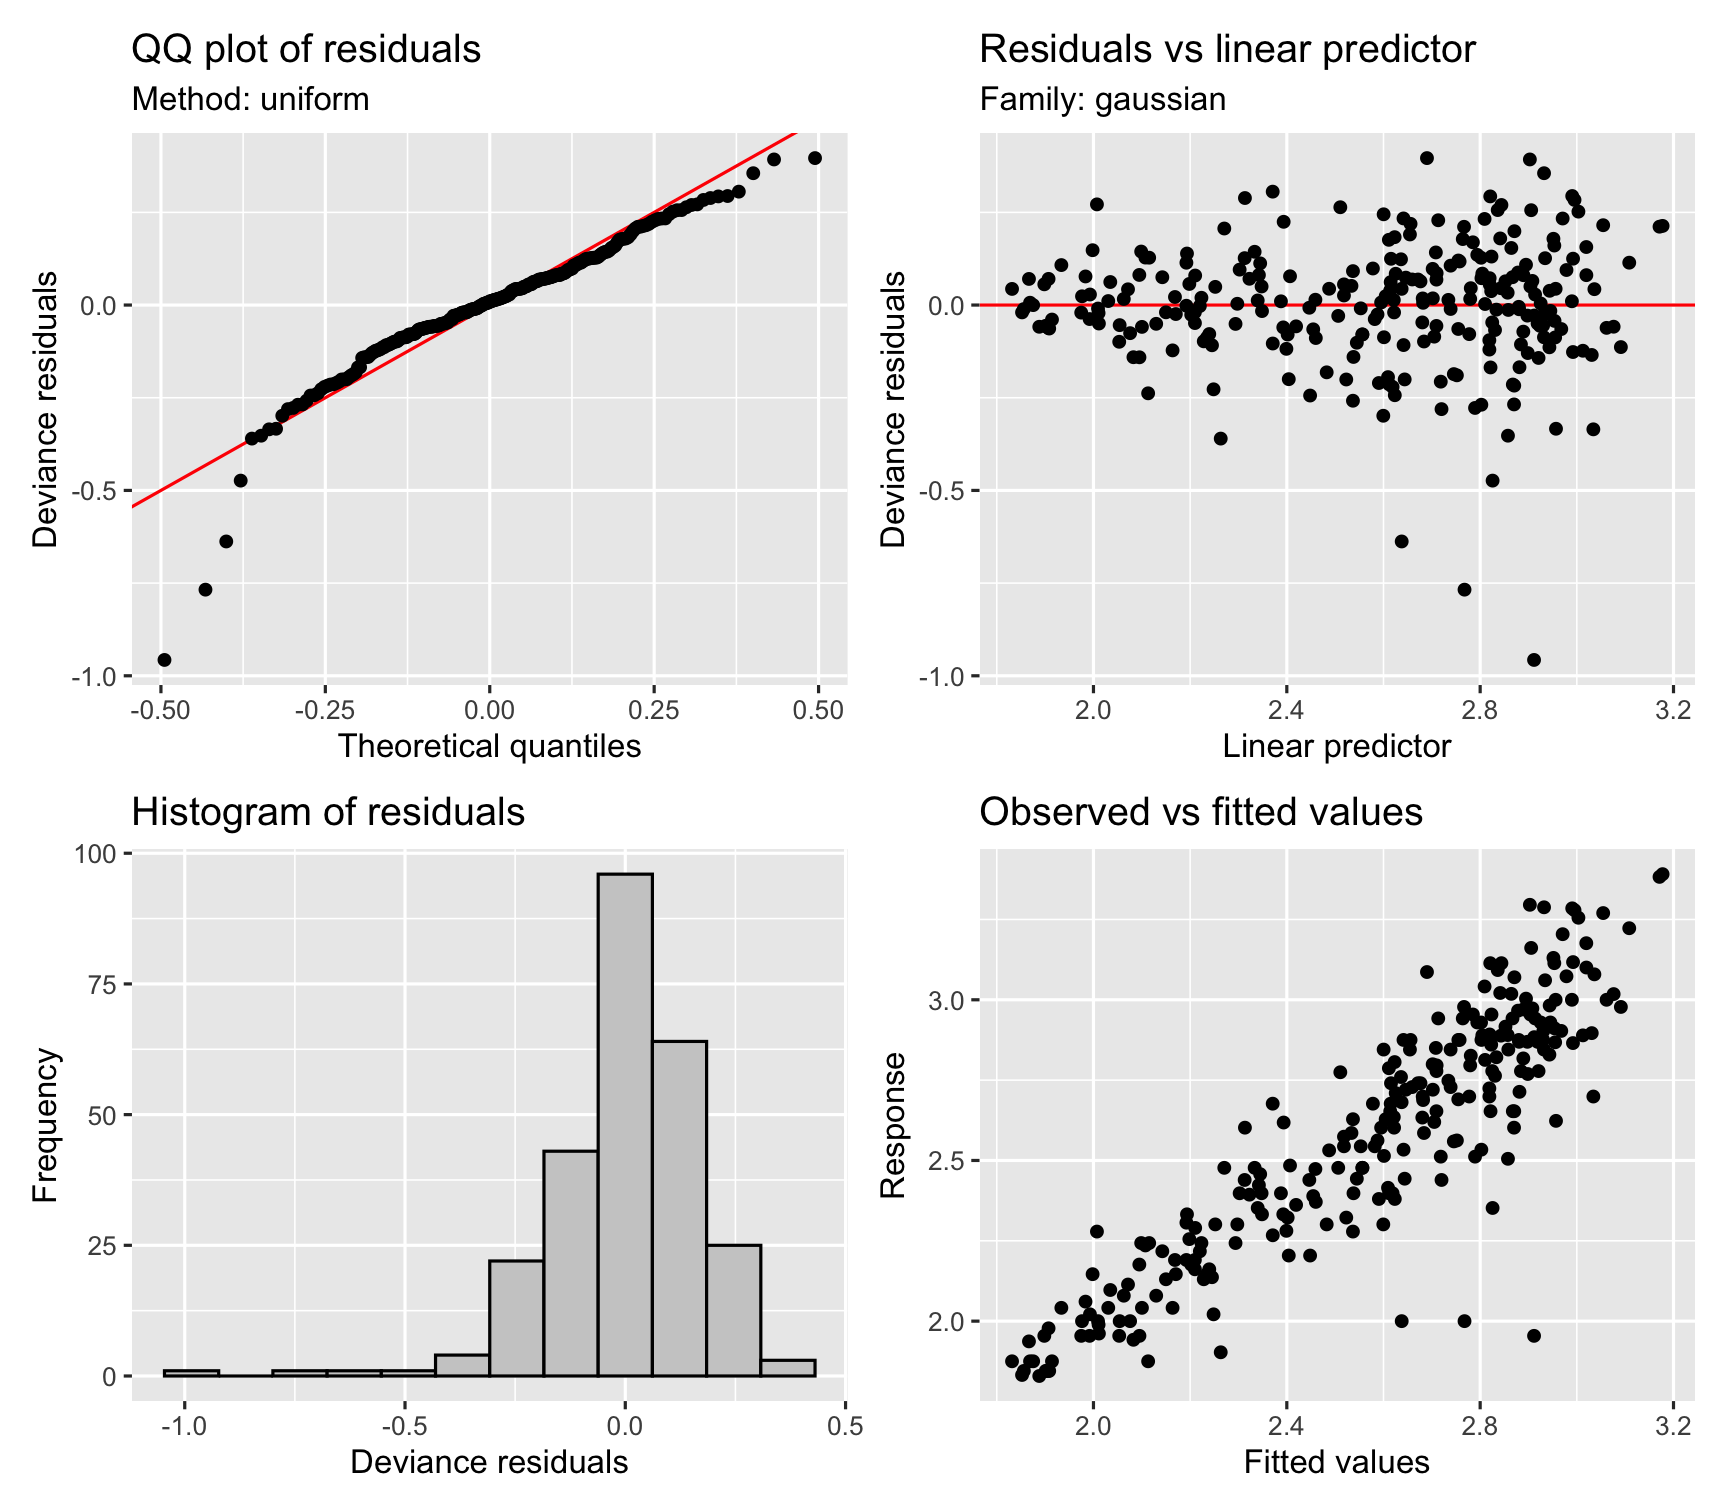 QQ plot of residuals
Method: uniform
0.0
-0.5
-1.0
Deviance residuals
-0.50
-0.25
0.00
0.25
0.50
Theoretical quantiles
Residuals vs linear predictor
Family: gaussian
0.0
-0.5
-1.0
Deviance residuals
2.0
2.4
2.8
3.2
Linear predictor
Histogram of residuals
100
75
50
25
0
Frequency
-1.0
-0.5
0.0
0.5
Deviance residuals
Observed vs fitted values
3.0
2.5
2.0
Response
2.0
2.4
2.8
3.2
Fitted values